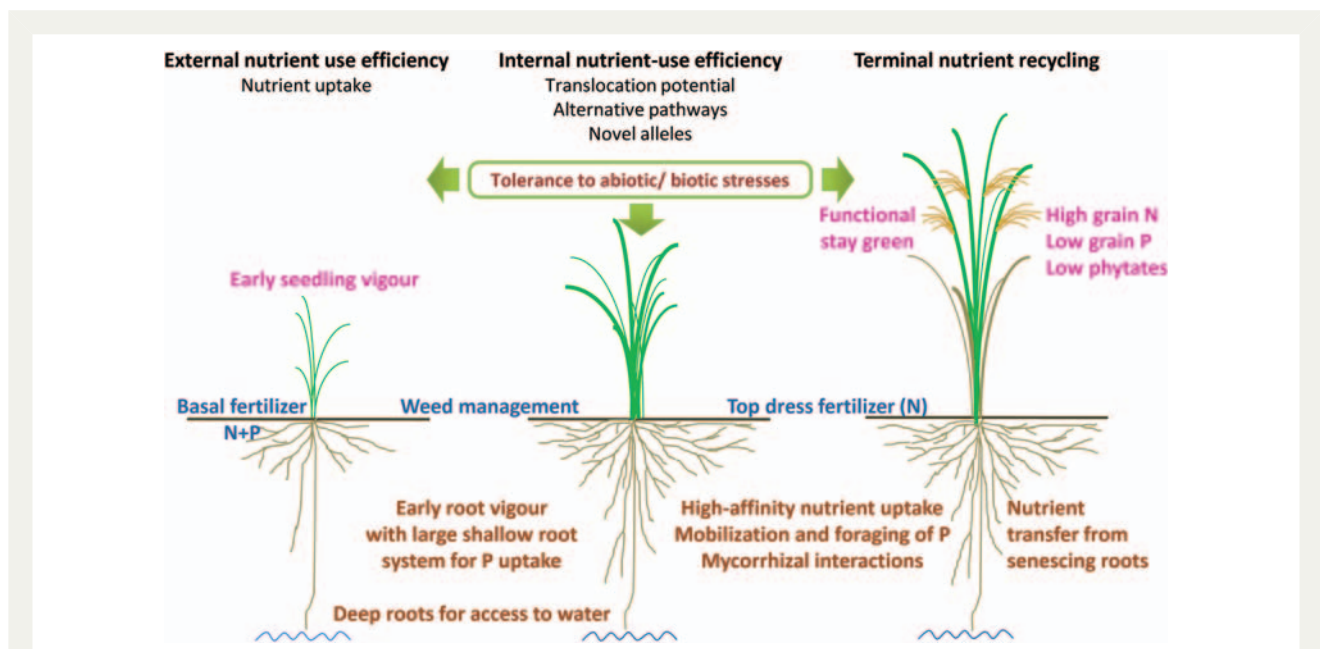 External nutrient use efficiency
Nutrient uptake
Internal nutrient-use efficiency
Translocation potential
Alternative pathways
Novel alleles
Terminal nutrient recycling
Tolerance to abiotic/ biotic stresses
Functional
stay green
High grain N
Low grain P
Low phytates
Early seedling vigour
Basal fertilizer
N+P
Weed management
Top dress fertilizer (N)
Early root vigour
with large shallow root
system for P uptake
High-affinity nutrient uptake
Mobilization and foraging of P
Mycorrhizal interactions
Nutrient
transfer from
senescing roots
Deep roots for access to water